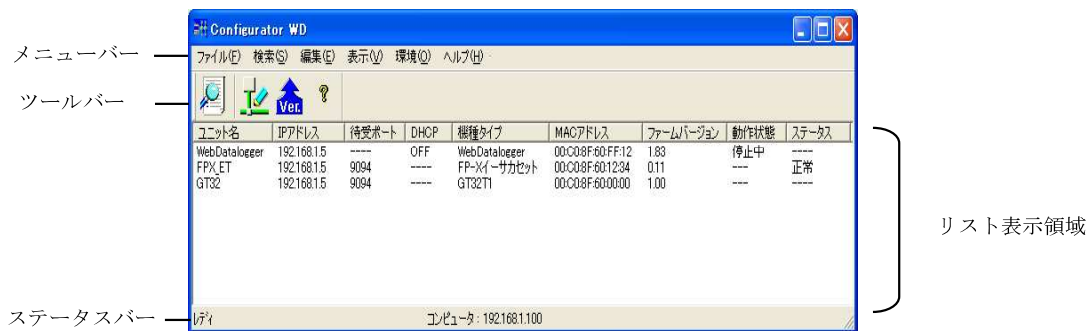 Configurator WD
メニューバー
ファイル(F) 検索(S) 編集(E) 表示(V) 環境(O) ヘルプ(H)
ツールバー
Ver. ?
ユニット名 IPアドレス 待受ポート DHCP 機種タイプ MACアドレス ファームバージョン 動作状態 ステータス
WebDatalogger 192.168.1.5 ---- OFF WebDatalogger 00:C0:8F:60:FF:12 1.83 停止中 ----
FPX_ET 192.168.1.5 9094 ---- FP-Xイーサカセット 00:C0:8F:60:12:34 0.11 --- 正常
GT32 192.168.1.5 9094 ---- GT32T1 00:C0:8F:60:00:00 1.00 --- ----
リスト表示領域
ステータスバー
レディ コンピュータ : 192.168.1.100